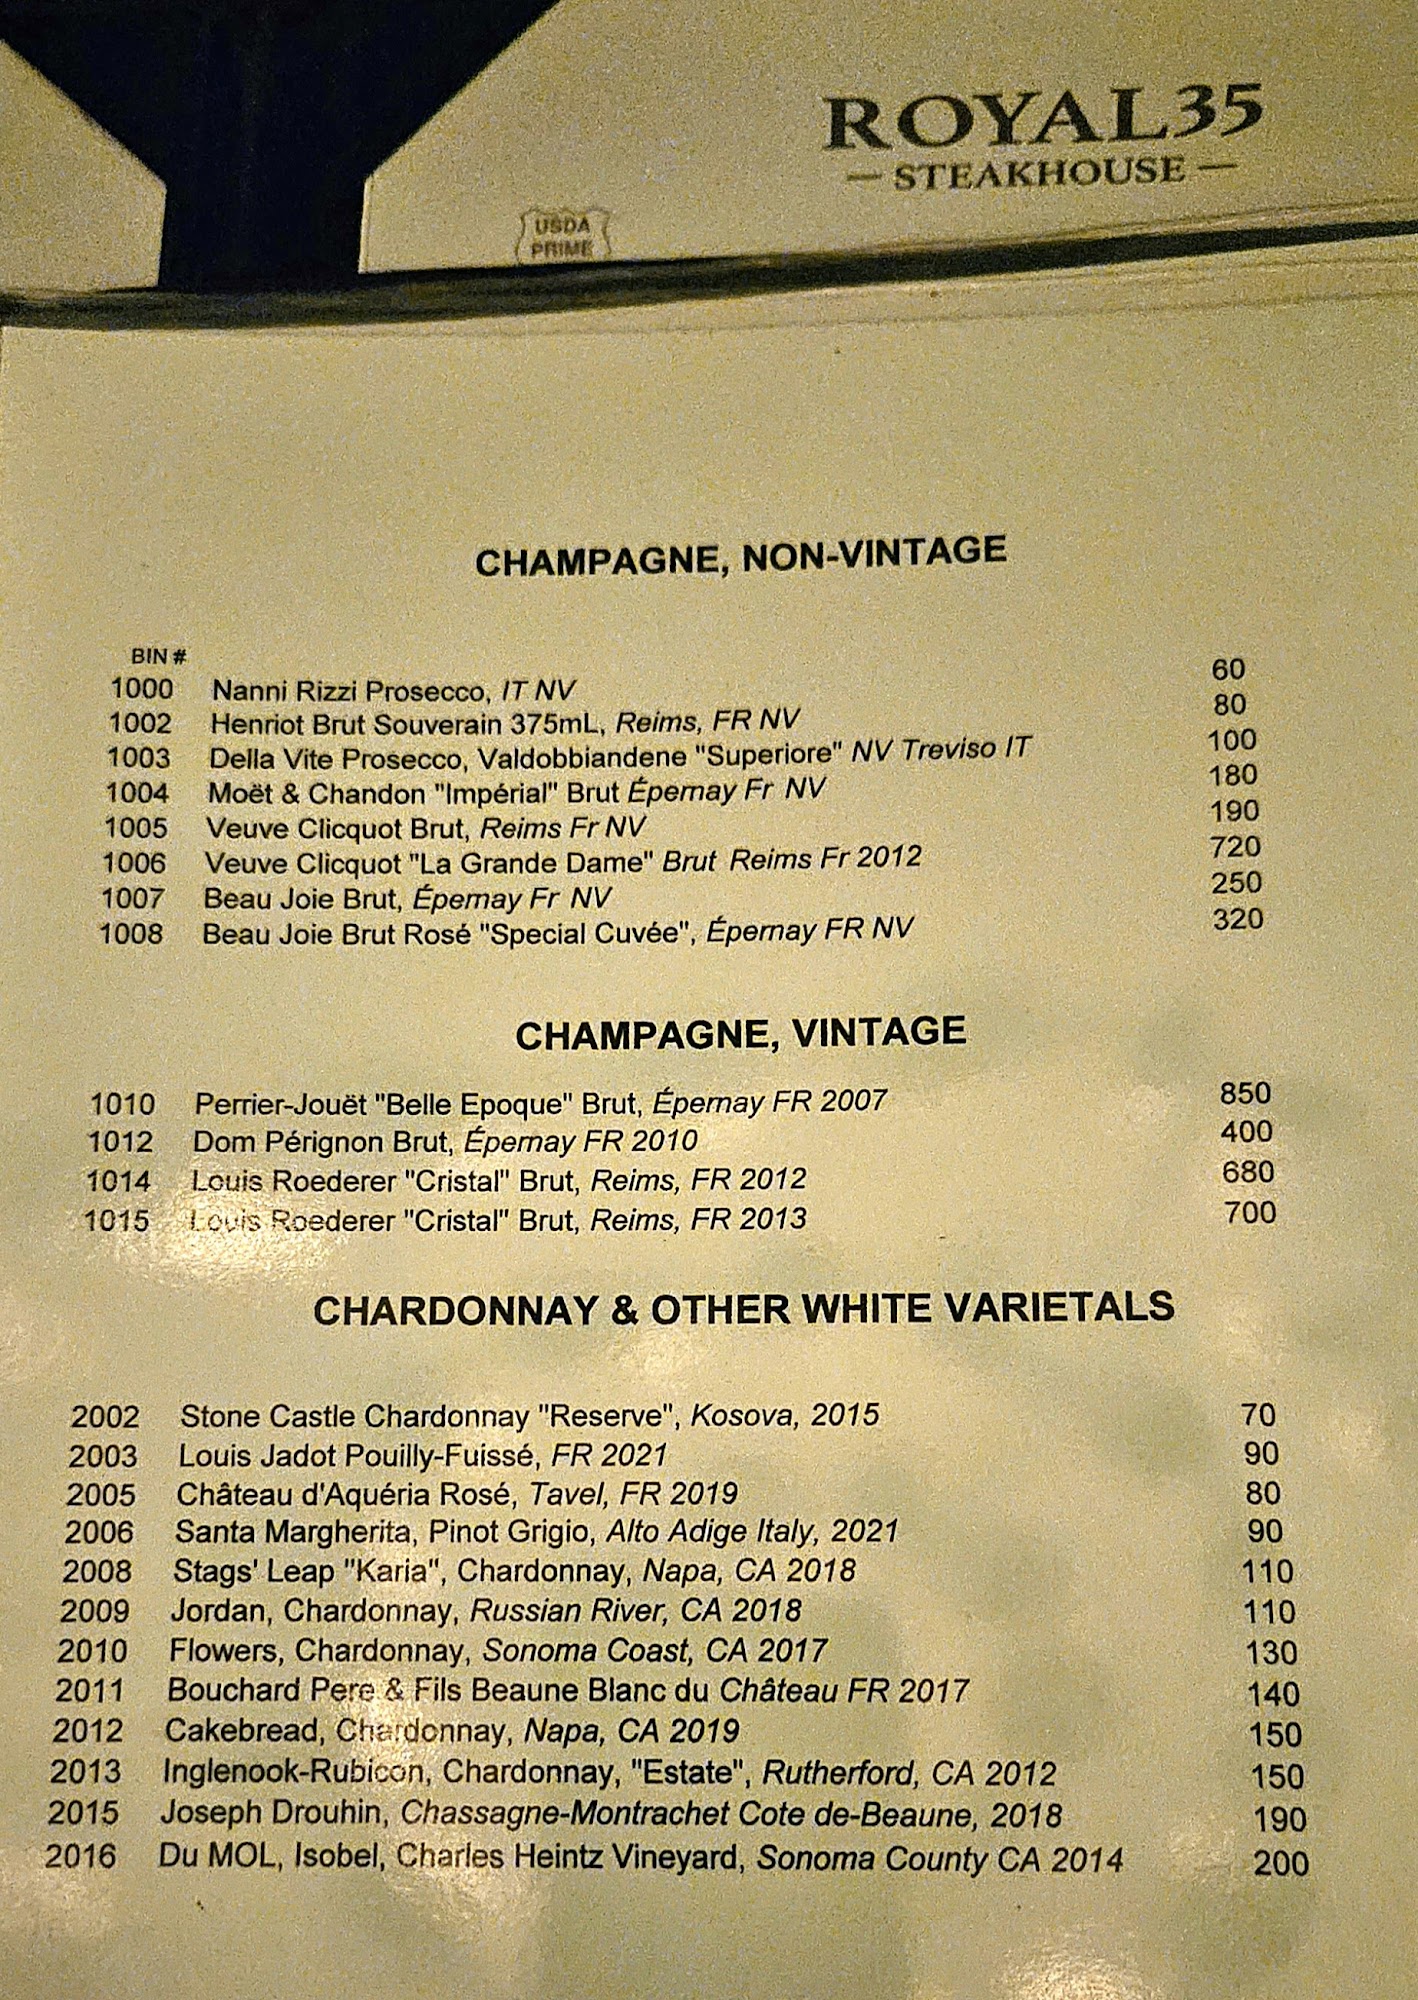 ROYAL35
— STEAKHOUSE —
USDA
PRIME
CHAMPAGNE, NON-VINTAGE
BIN #
1000 Nanni Rizzi Prosecco, IT NV 60
1002 Henriot Brut Souverain 375mL, Reims, FR NV 80
1003 Della Vite Prosecco, Valdobbiandene "Superiore" NV Treviso IT 100
1004 Moët & Chandon "Impérial" Brut Épernay Fr NV 180
1005 Veuve Clicquot Brut, Reims Fr NV 190
1006 Veuve Clicquot "La Grande Dame" Brut Reims Fr 2012 720
1007 Beau Joie Brut, Épernay Fr NV 250
1008 Beau Joie Brut Rosé "Special Cuvée", Épernay FR NV 320
CHAMPAGNE, VINTAGE
1010 Perrier-Jouët "Belle Epoque" Brut, Épernay FR 2007 850
1012 Dom Pérignon Brut, Épernay FR 2010 400
1014 Louis Roederer "Cristal" Brut, Reims, FR 2012 680
1015 Louis Roederer "Cristal" Brut, Reims, FR 2013 700
CHARDONNAY & OTHER WHITE VARIETALS
2002 Stone Castle Chardonnay "Reserve", Kosova, 2015 70
2003 Louis Jadot Pouilly-Fuissé, FR 2021 90
2005 Château d'Aquéria Rosé, Tavel, FR 2019 80
2006 Santa Margherita, Pinot Grigio, Alto Adige Italy, 2021 90
2008 Stags' Leap "Karia", Chardonnay, Napa, CA 2018 110
2009 Jordan, Chardonnay, Russian River, CA 2018 110
2010 Flowers, Chardonnay, Sonoma Coast, CA 2017 130
2011 Bouchard Pere & Fils Beaune Blanc du Château FR 2017 140
2012 Cakebread, Chardonnay, Napa, CA 2019 150
2013 Inglenook-Rubicon, Chardonnay, "Estate", Rutherford, CA 2012 150
2015 Joseph Drouhin, Chassagne-Montrachet Cote de-Beaune, 2018 190
2016 Du MOL, Isobel, Charles Heintz Vineyard, Sonoma County CA 2014 200